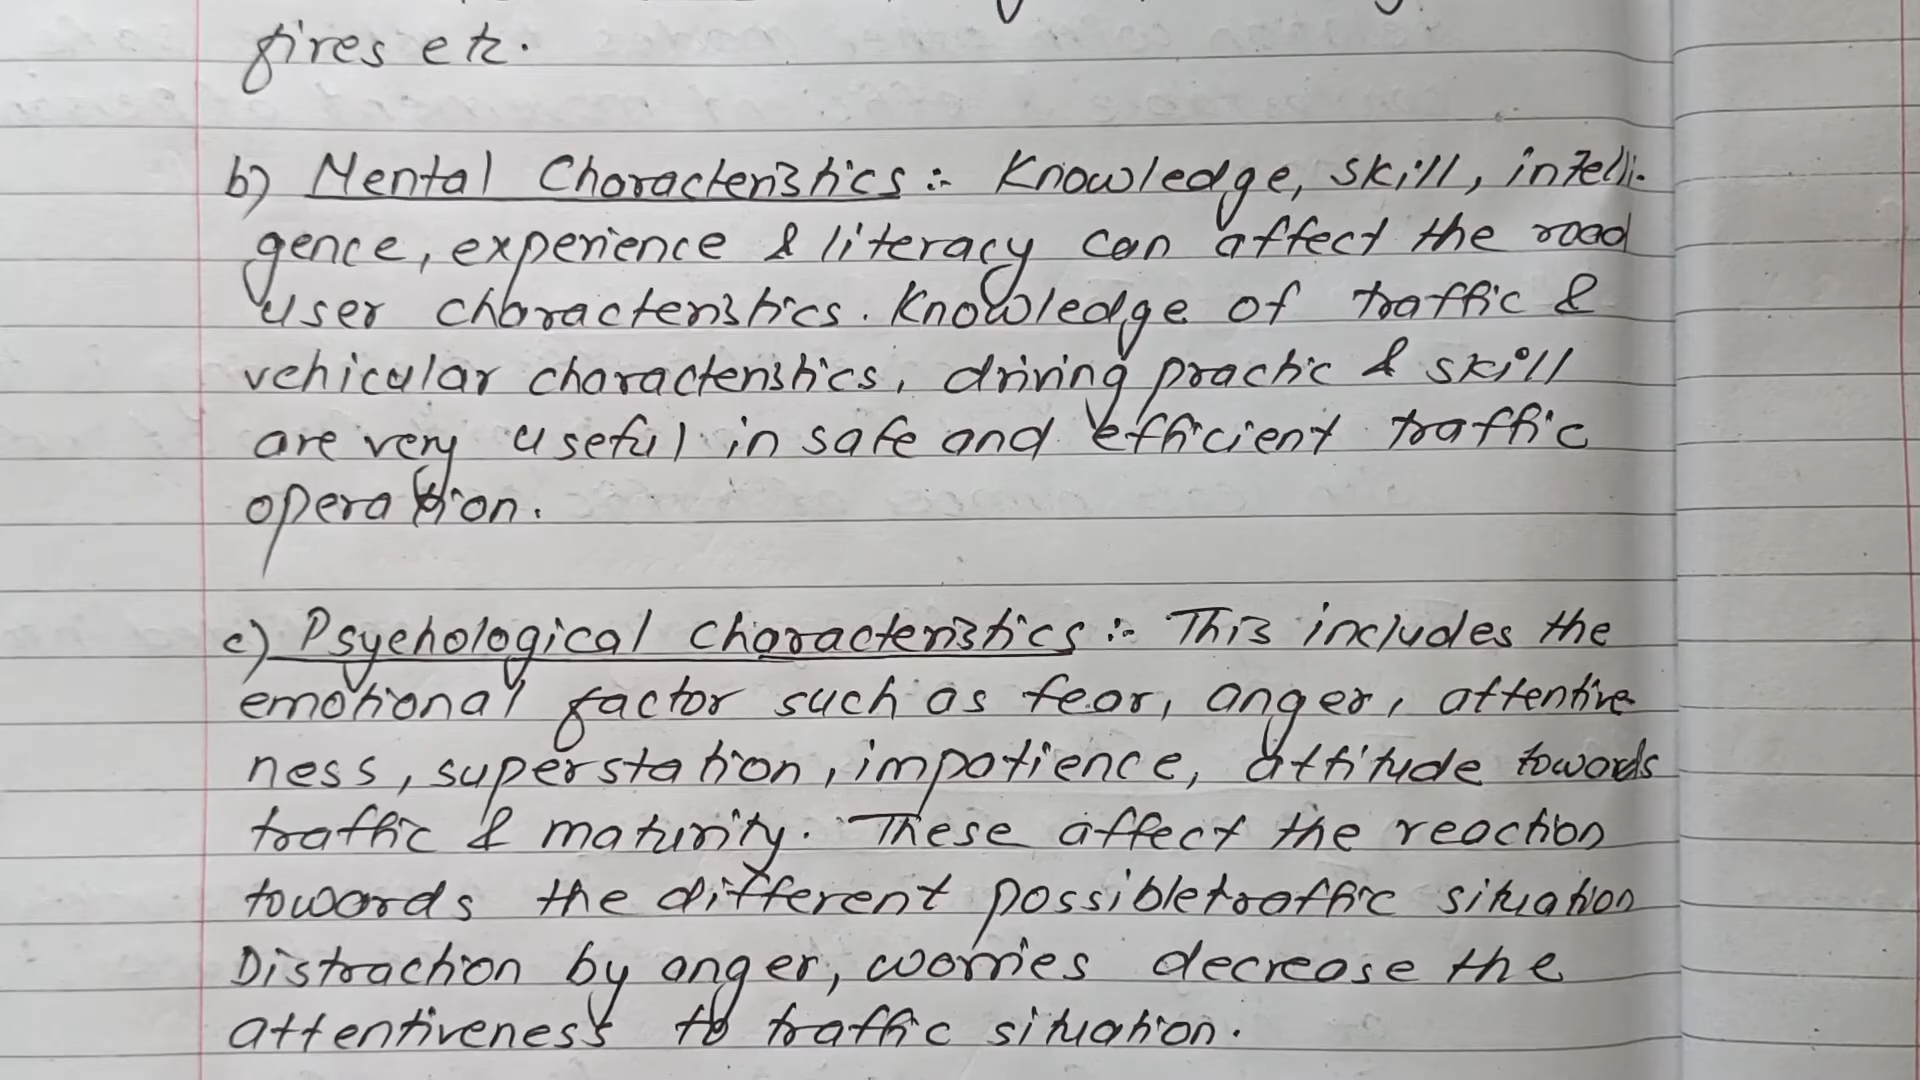 fires etc.
b) Mental Characteristics :- Knowledge, skill, intelli-
gence, experience & literacy can affect the road
user characteristics. Knowledge of traffic &
vehicular characteristics, driving practic & skill
are very useful in safe and efficient traffic
operation.
c) Psychological characteristics :- This includes the
emotional factor such as fear, anger, attentive-
ness, superstation, impatience, attitude towards
traffic & maturity. These affect the reaction
towards the different possible traffic situation
Distraction by anger, worries decrease the
attentiveness to traffic situation.